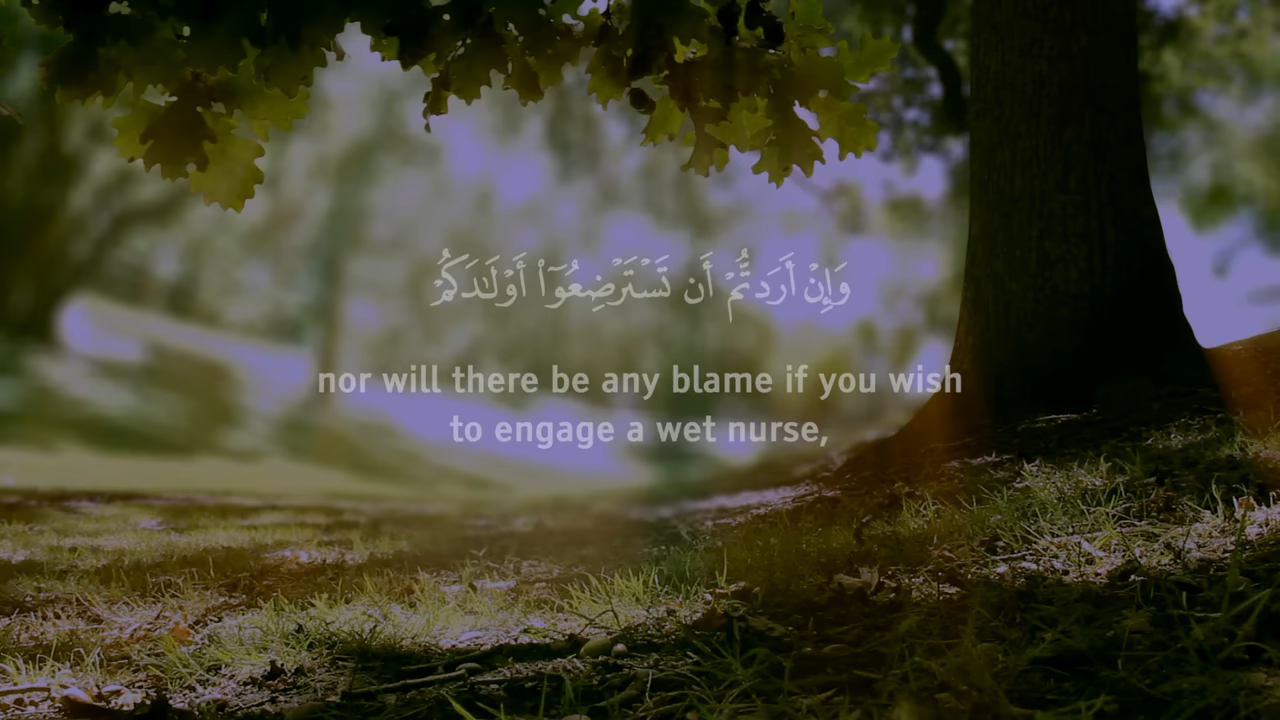 وَإِنْ أَرَدتُّمْ أَن تَسْتَرْضِعُوٓا۟ أَوْلَـٰدَكُمْ
nor will there be any blame if you wish
to engage a wet nurse,